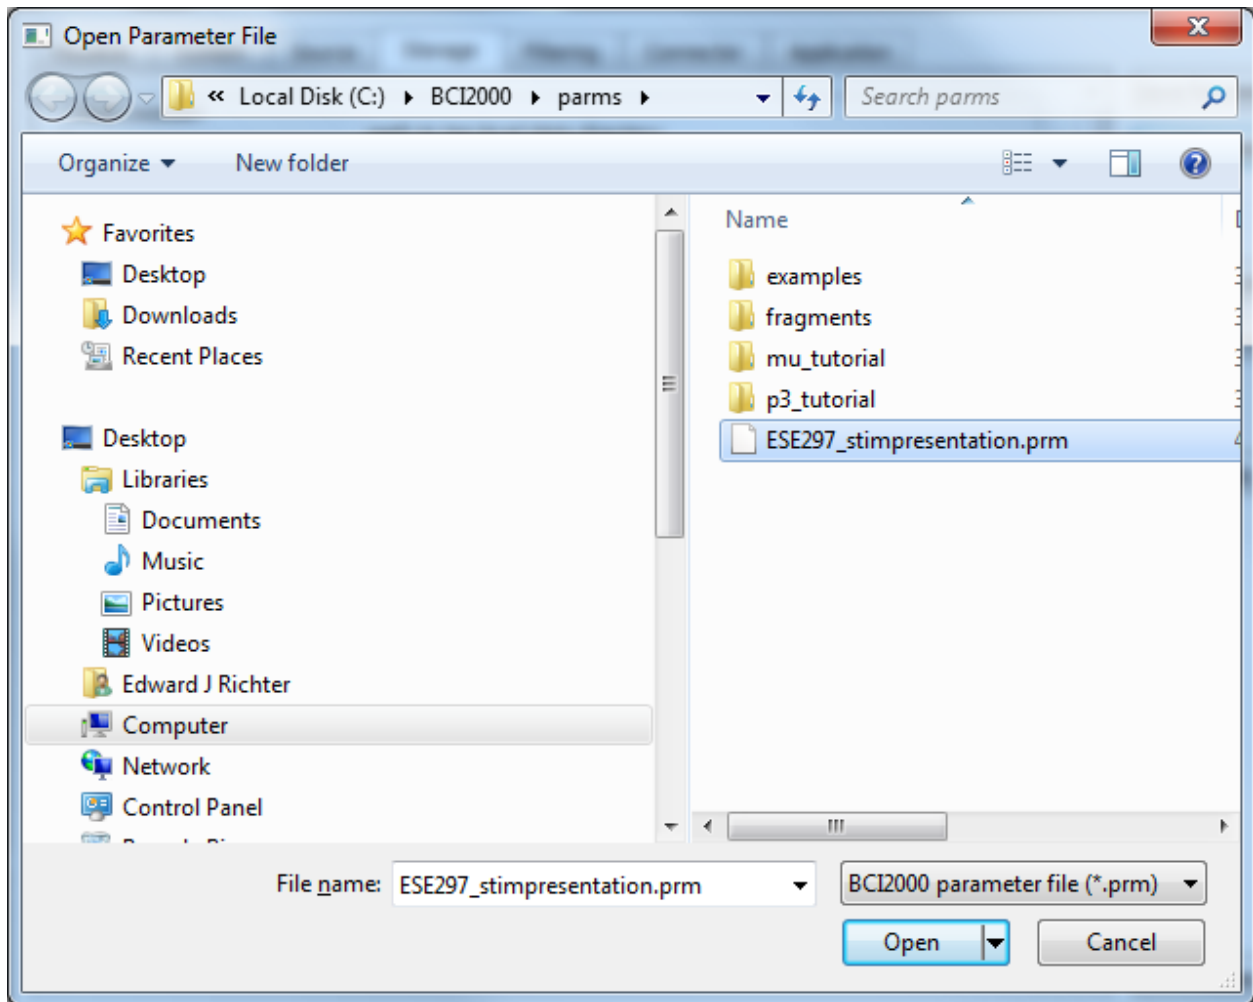 Open Parameter File
« Local Disk (C:) BCI2000 parms
Search parms
Organize New folder
Name
Favorites
Desktop
Downloads
Recent Places
Desktop
Libraries
Documents
Music
Pictures
Videos
Edward J Richter
Computer
Network
Control Panel
examples
fragments
mu_tutorial
p3_tutorial
ESE297_stimpresentation.prm
File name: ESE297_stimpresentation.prm
BCI2000 parameter file (*.prm)
Open Cancel